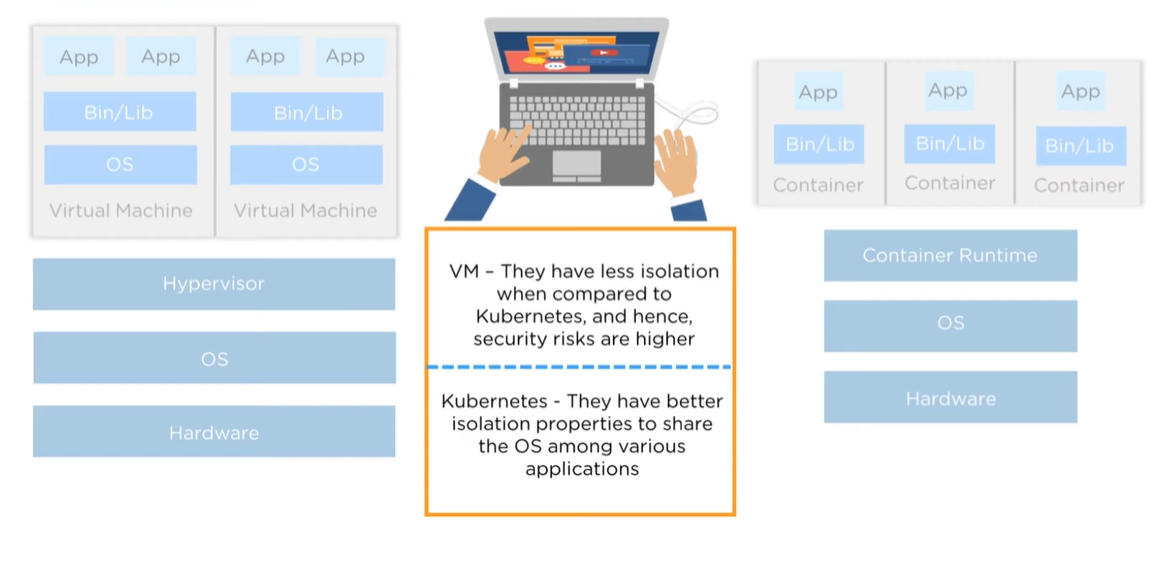 App App App App
Bin/Lib Bin/Lib
OS OS
Virtual Machine Virtual Machine
Hypervisor
OS
Hardware
VM – They have less isolation
when compared to
Kubernetes, and hence,
security risks are higher
Kubernetes - They have better
isolation properties to share
the OS among various
applications
App App App
Bin/Lib Bin/Lib Bin/Lib
Container Container Container
Container Runtime
OS
Hardware